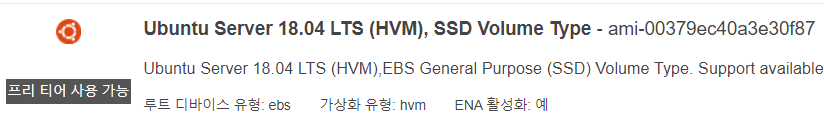 Ubuntu Server 18.04 LTS (HVM), SSD Volume Type - ami-00379ec40a3e30f87
Ubuntu Server 18.04 LTS (HVM),EBS General Purpose (SSD) Volume Type. Support available
프리 티어 사용 가능
루트 디바이스 유형: ebs 가상화 유형: hvm ENA 활성화: 예